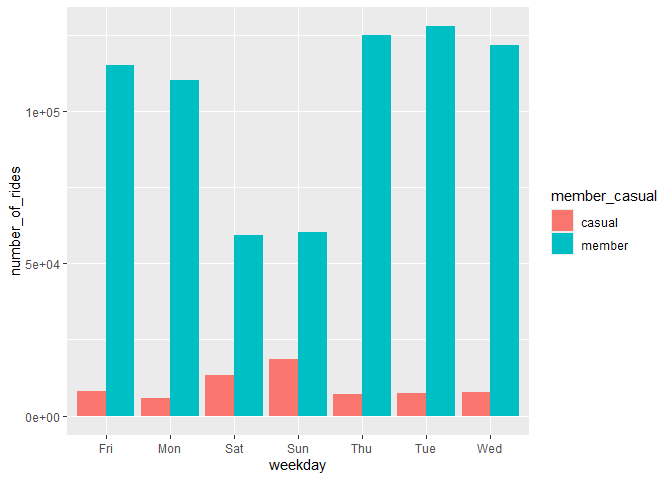 number_of_rides
1e+05
5e+04
0e+00
Fri Mon Sat Sun Thu Tue Wed
weekday
member_casual
casual
member